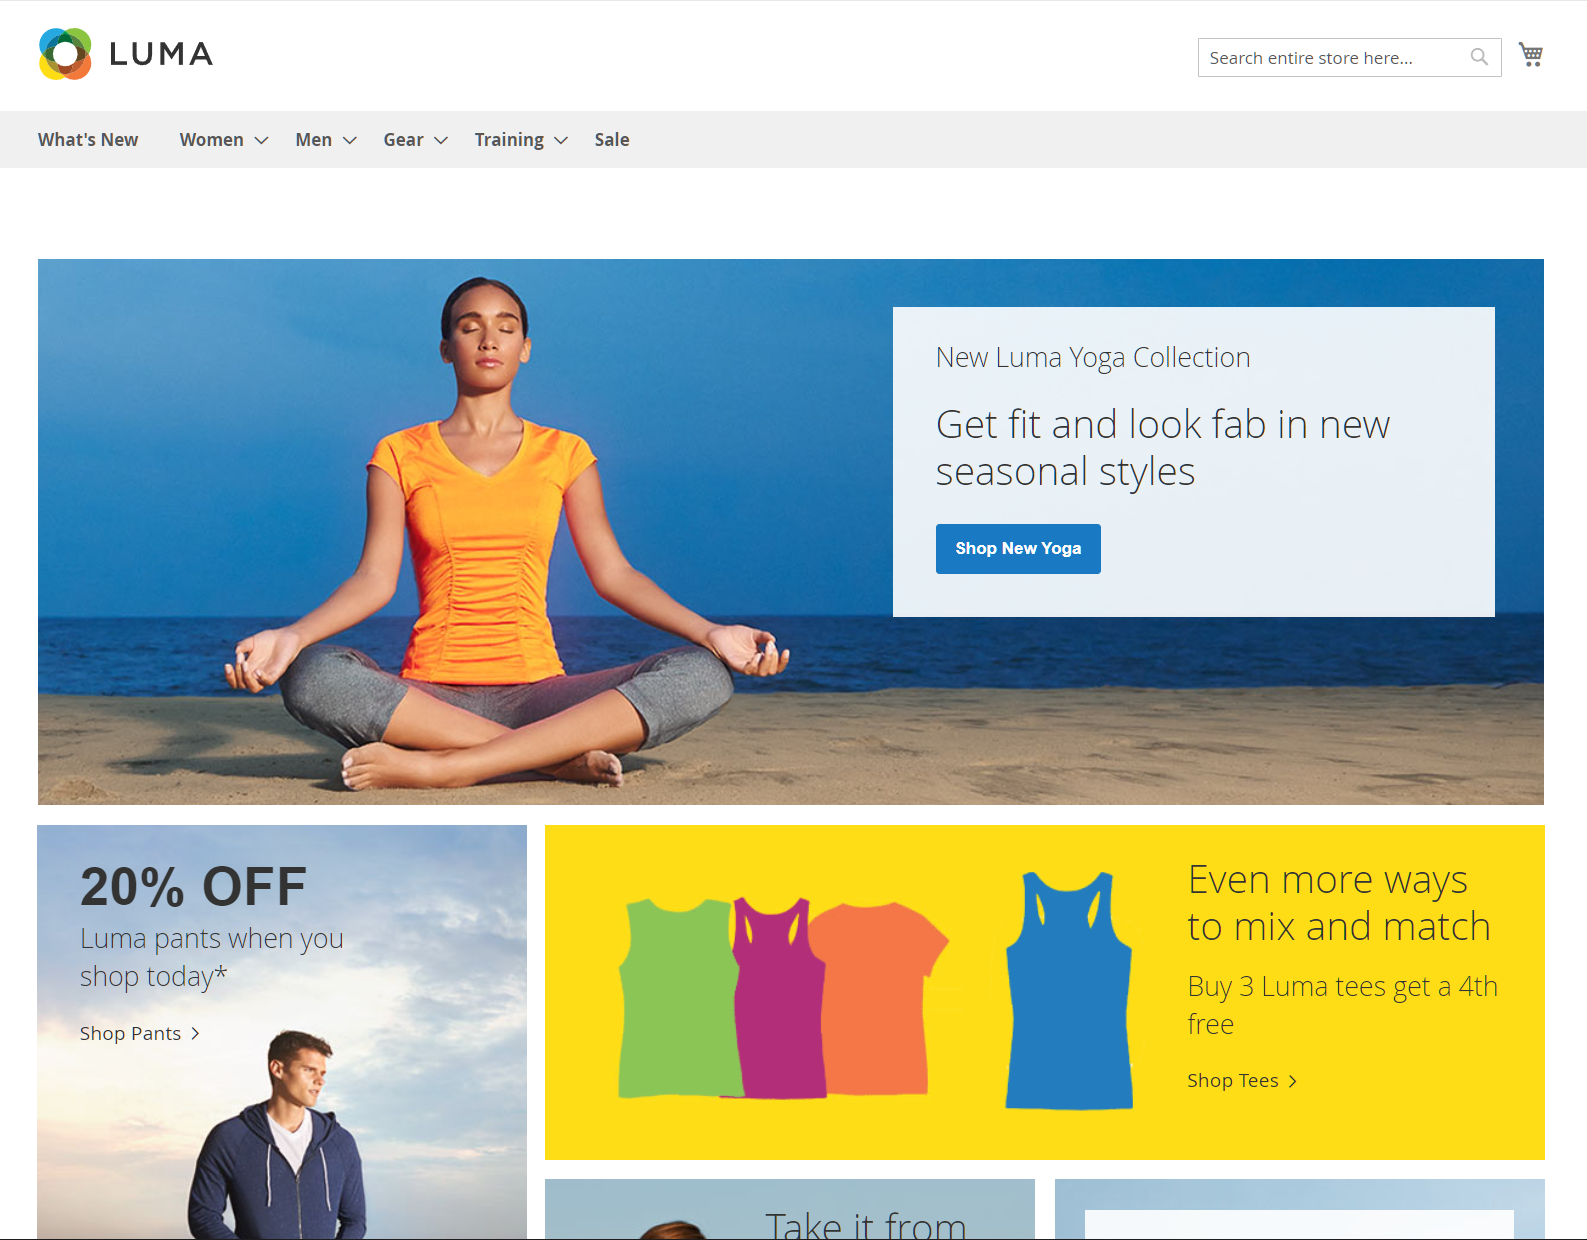 LUMA
Search entire store here...
What's New
Women
Men
Gear
Training
Sale
New Luma Yoga Collection
Get fit and look fab in new
seasonal styles
Shop New Yoga
20% OFF
Luma pants when you
shop today*
Shop Pants
Even more ways
to mix and match
Buy 3 Luma tees get a 4th
free
Shop Tees
Take it from